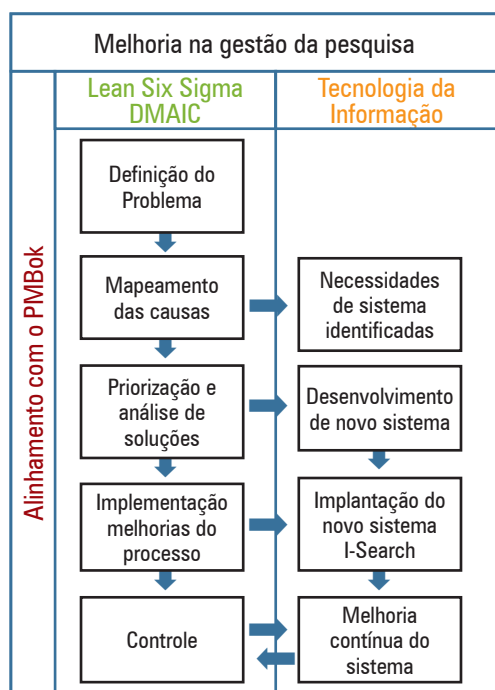 Melhoria na gestão da pesquisa
Alinhamento com o PMBok
Lean Six Sigma
DMAIC
Tecnologia da
Informação
Definição do
Problema
Mapeamento
das causas
Necessidades
de sistema
identificadas
Priorização e
análise de
soluções
Desenvolvimento
de novo sistema
Implementação
melhorias do
processo
Implantação do
novo sistema
I-Search
Controle
Melhoria
contínua do
sistema